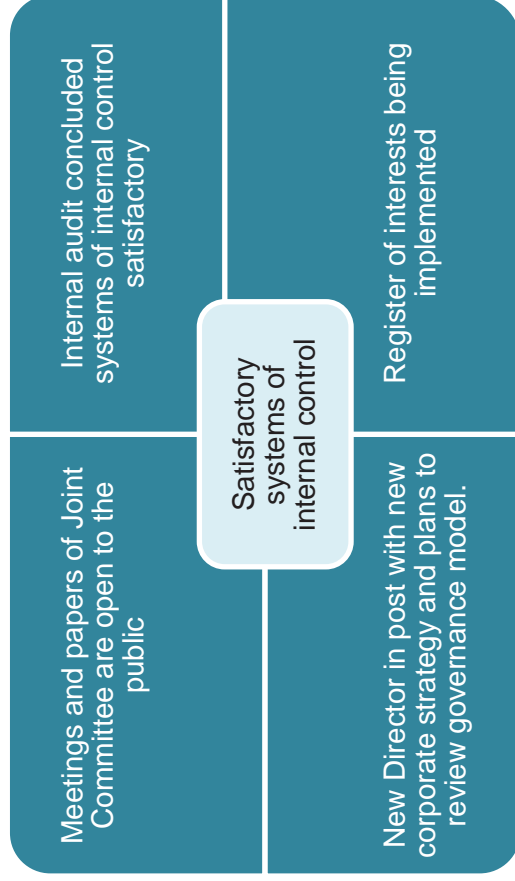 Meetings and papers of Joint
Committee are open to the
public
Internal audit concluded
systems of internal control
satisfactory
Satisfactory
systems of
internal control
New Director in post with new
corporate strategy and plans to
review governance model.
Register of interests being
implemented